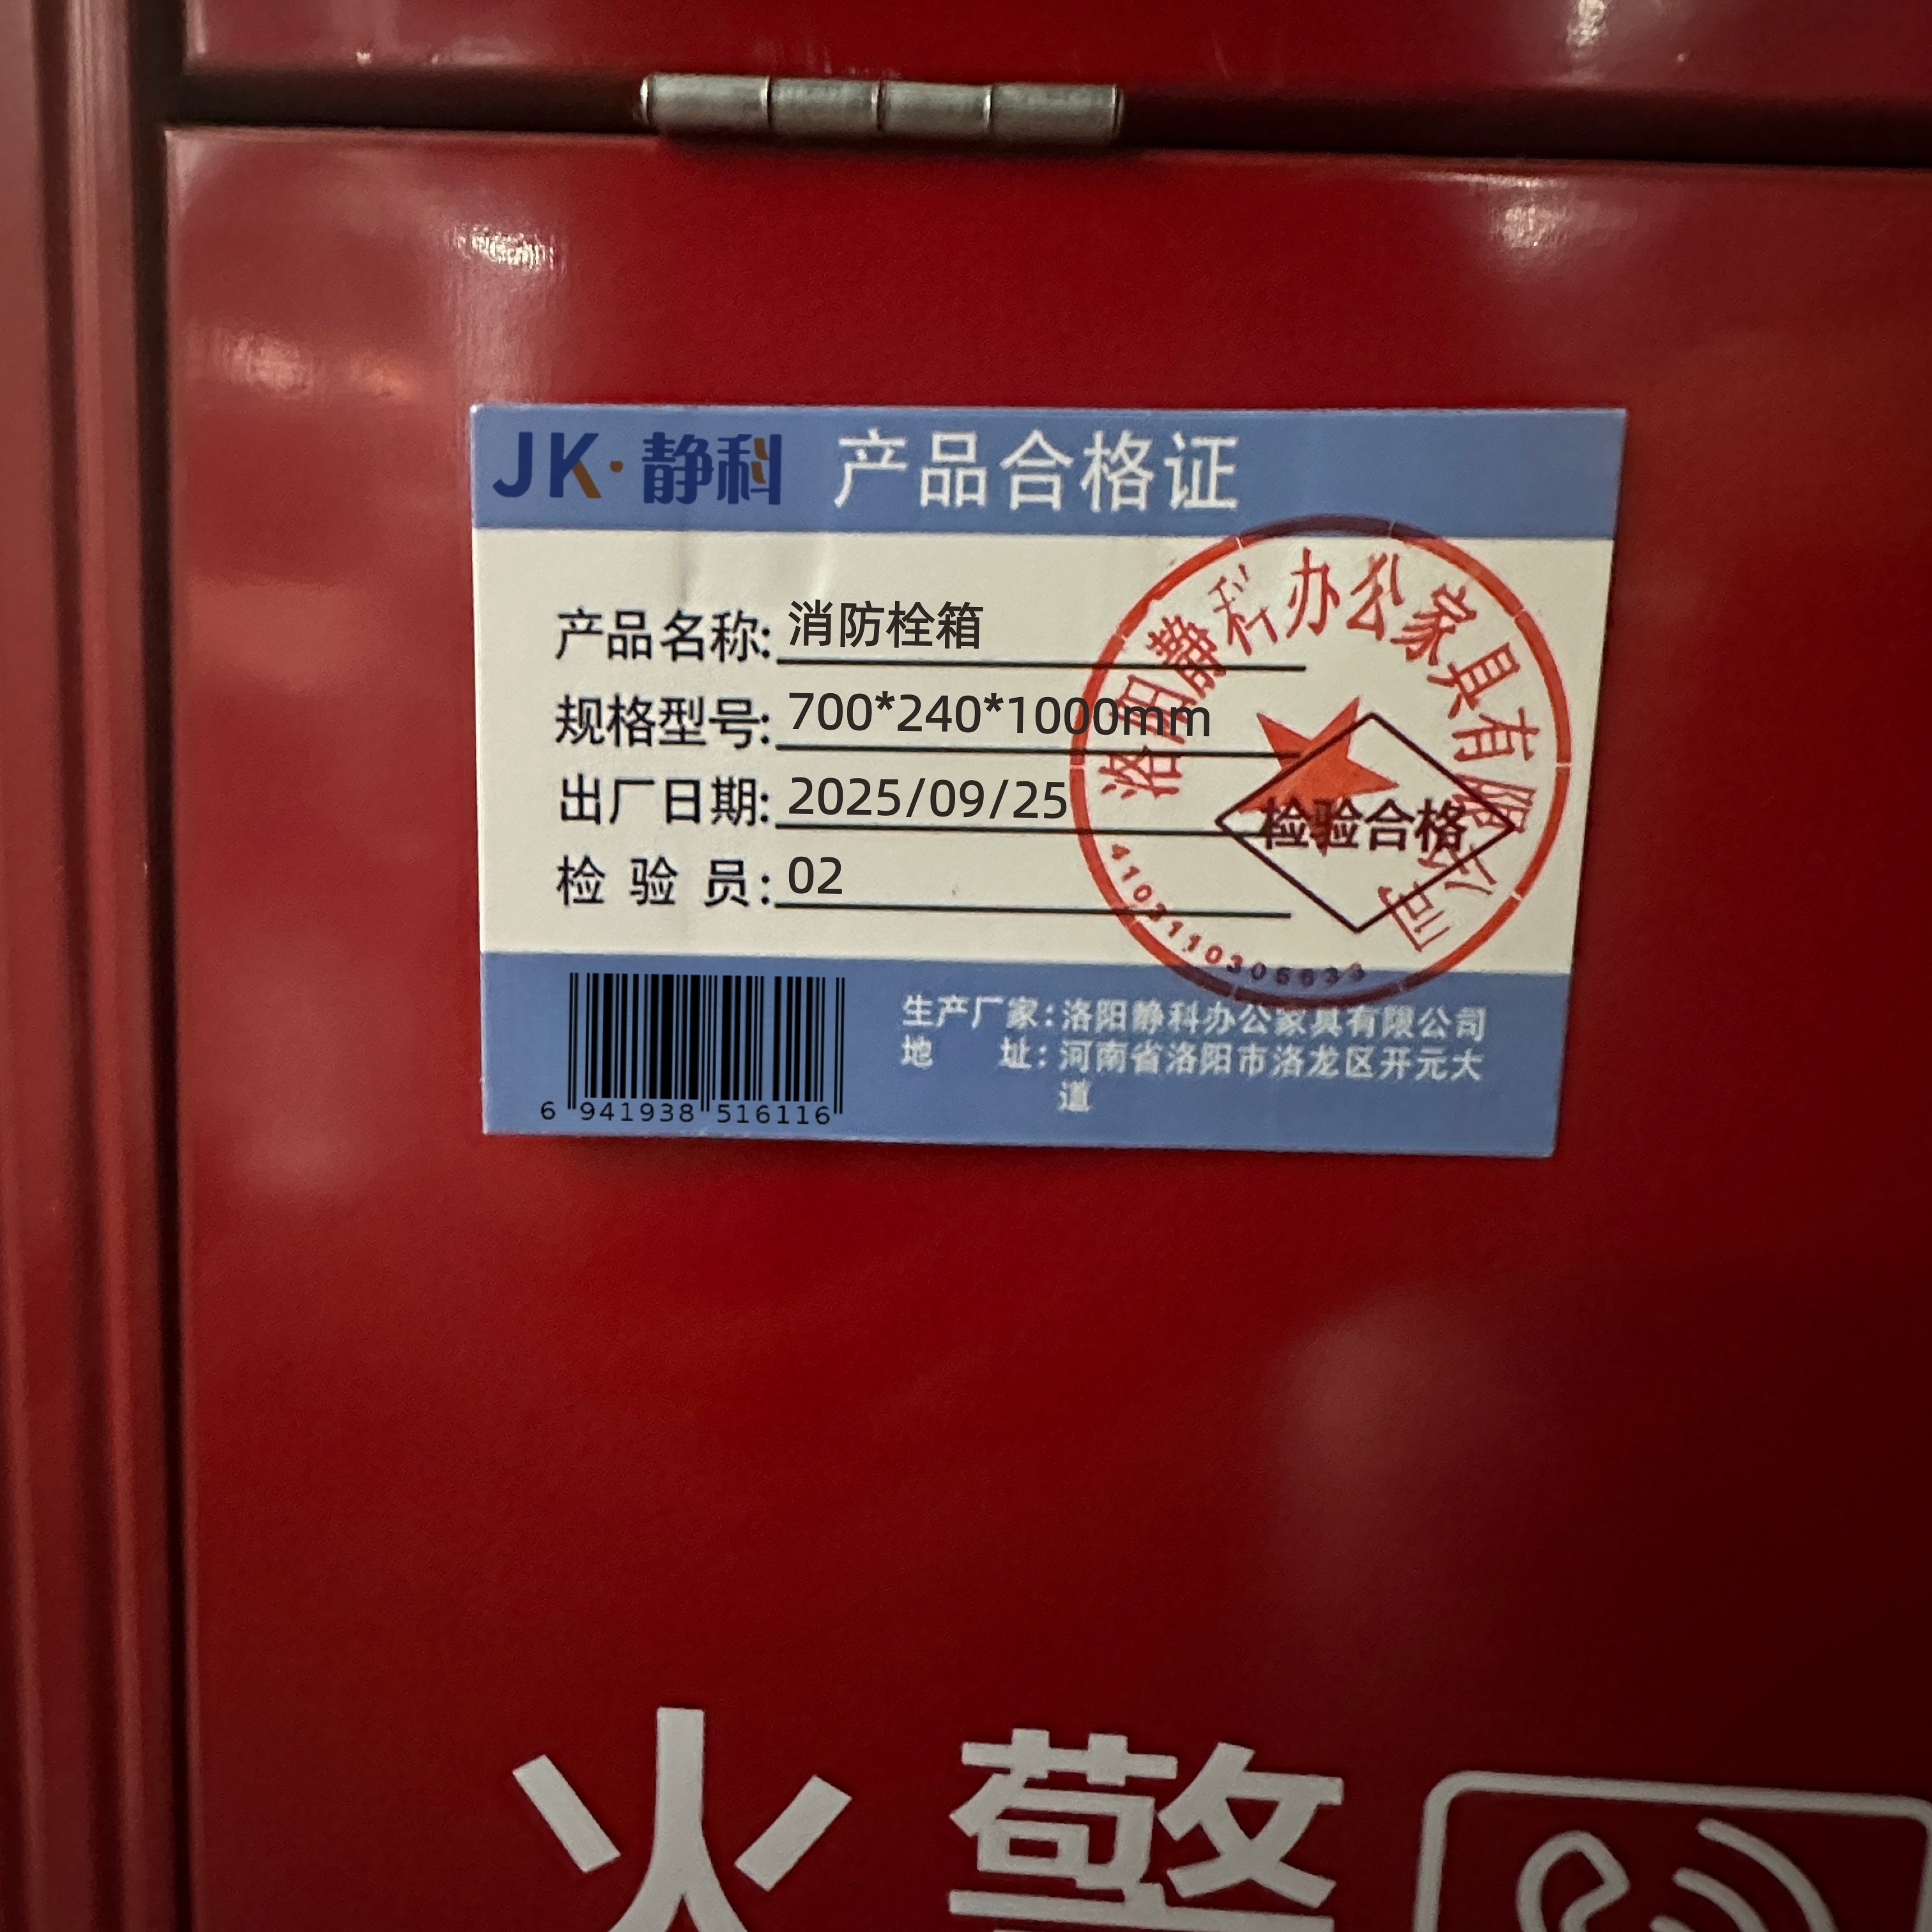 JK·静科 产品合格证
产品名称: 消防栓箱
规格型号: 700*240*1000mm
出厂日期: 2025/09/25
检验员: 02
洛阳静科办公家具有限公司
检验合格
6 941938 516116
生产厂家:洛阳静科办公家具有限公司
地址:河南省洛阳市洛龙区开元大
道
火警